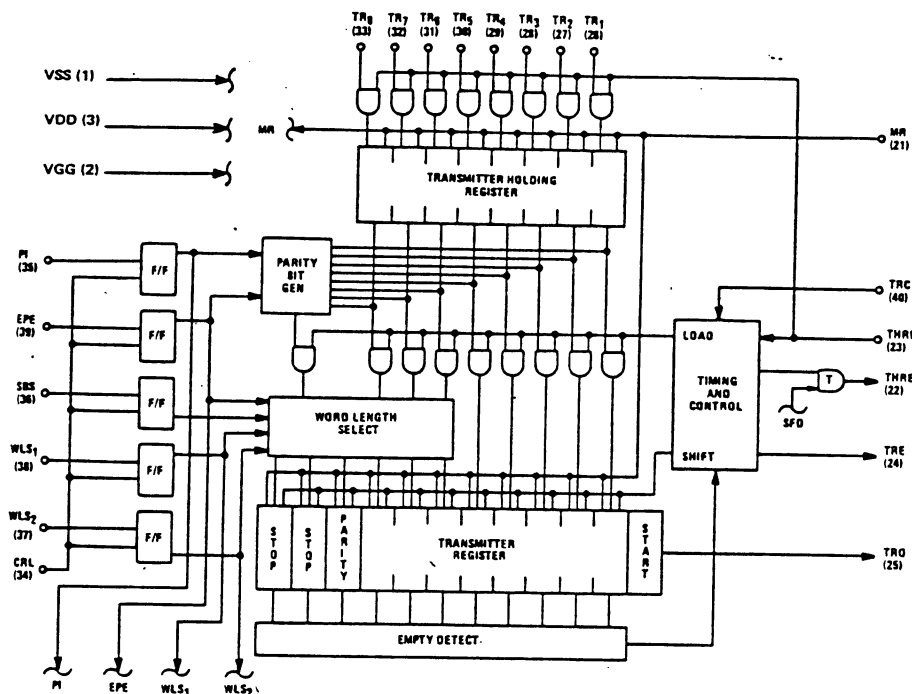 TR8 TR7 TR6 TR5 TR4 TR3 TR2 TR1
(33) (32) (31) (30) (29) (28) (27) (26)
VSS (1)
VDD (3)
VGG (2)
MR
MR
(21)
TRANSMITTER HOLDING
REGISTER
PI
(35)
F/F
PARITY
BIT
GEN
TRC
(40)
EPE
(39)
F/F
LOAD
THRL
(23)
TIMING
AND
CONTROL
T
THRE
(22)
SFD
SBS
(36)
F/F
WORD LENGTH
SELECT
WLS1
(38)
F/F
SHIFT
TRE
(24)
WLS2
(37)
F/F
CRL
(34)
STOP
STOP
PARITY
TRANSMITTER
REGISTER
START
TRO
(25)
EMPTY DETECT
PI
EPE
WLS1
WLS2